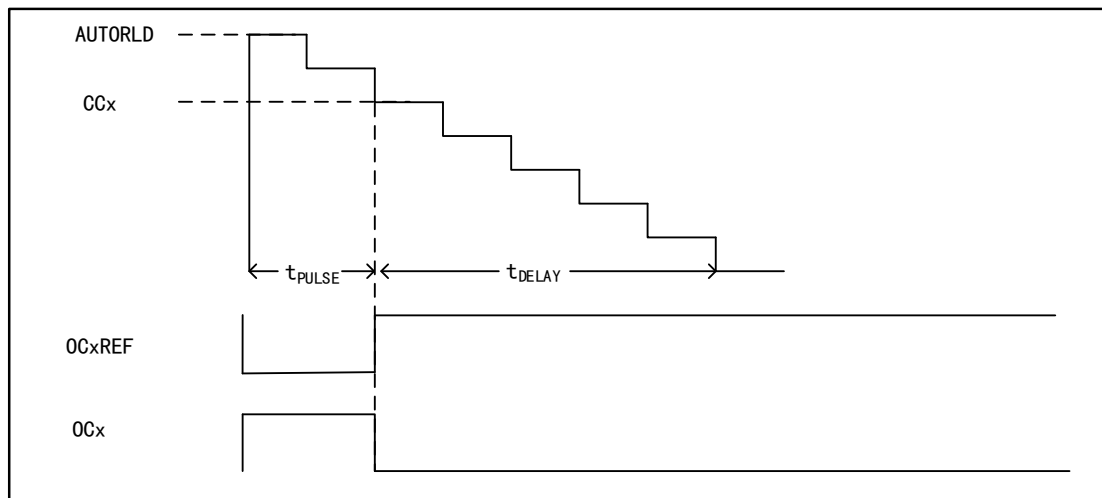 AUTORLD
CCx
tPULSE
tDELAY
OCxREF
OCx